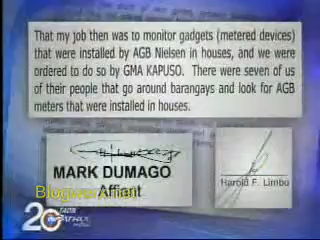 That my job then was to monitor gadgets (metered devices)
that were installed by AGB Nielsen in houses, and we were
ordered to do so by GMA KAPUSO. There were seven of us
of their people that go around barangays and look for AGB
meters that were installed in houses.
MARK DUMAGO
Affiant
Harold F. Limbo
20